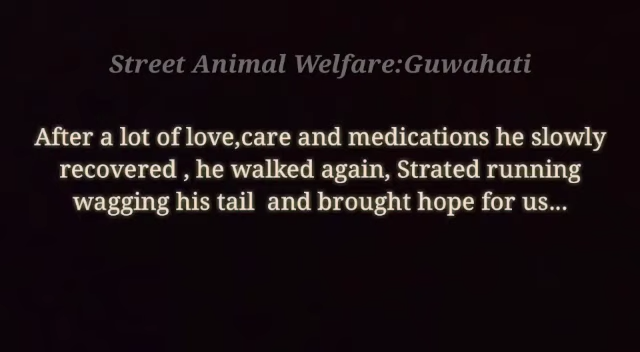 Street Animal Welfare:Guwahati
After a lot of love,care and medications he slowly
recovered , he walked again, Strated running
wagging his tail  and brought hope for us...